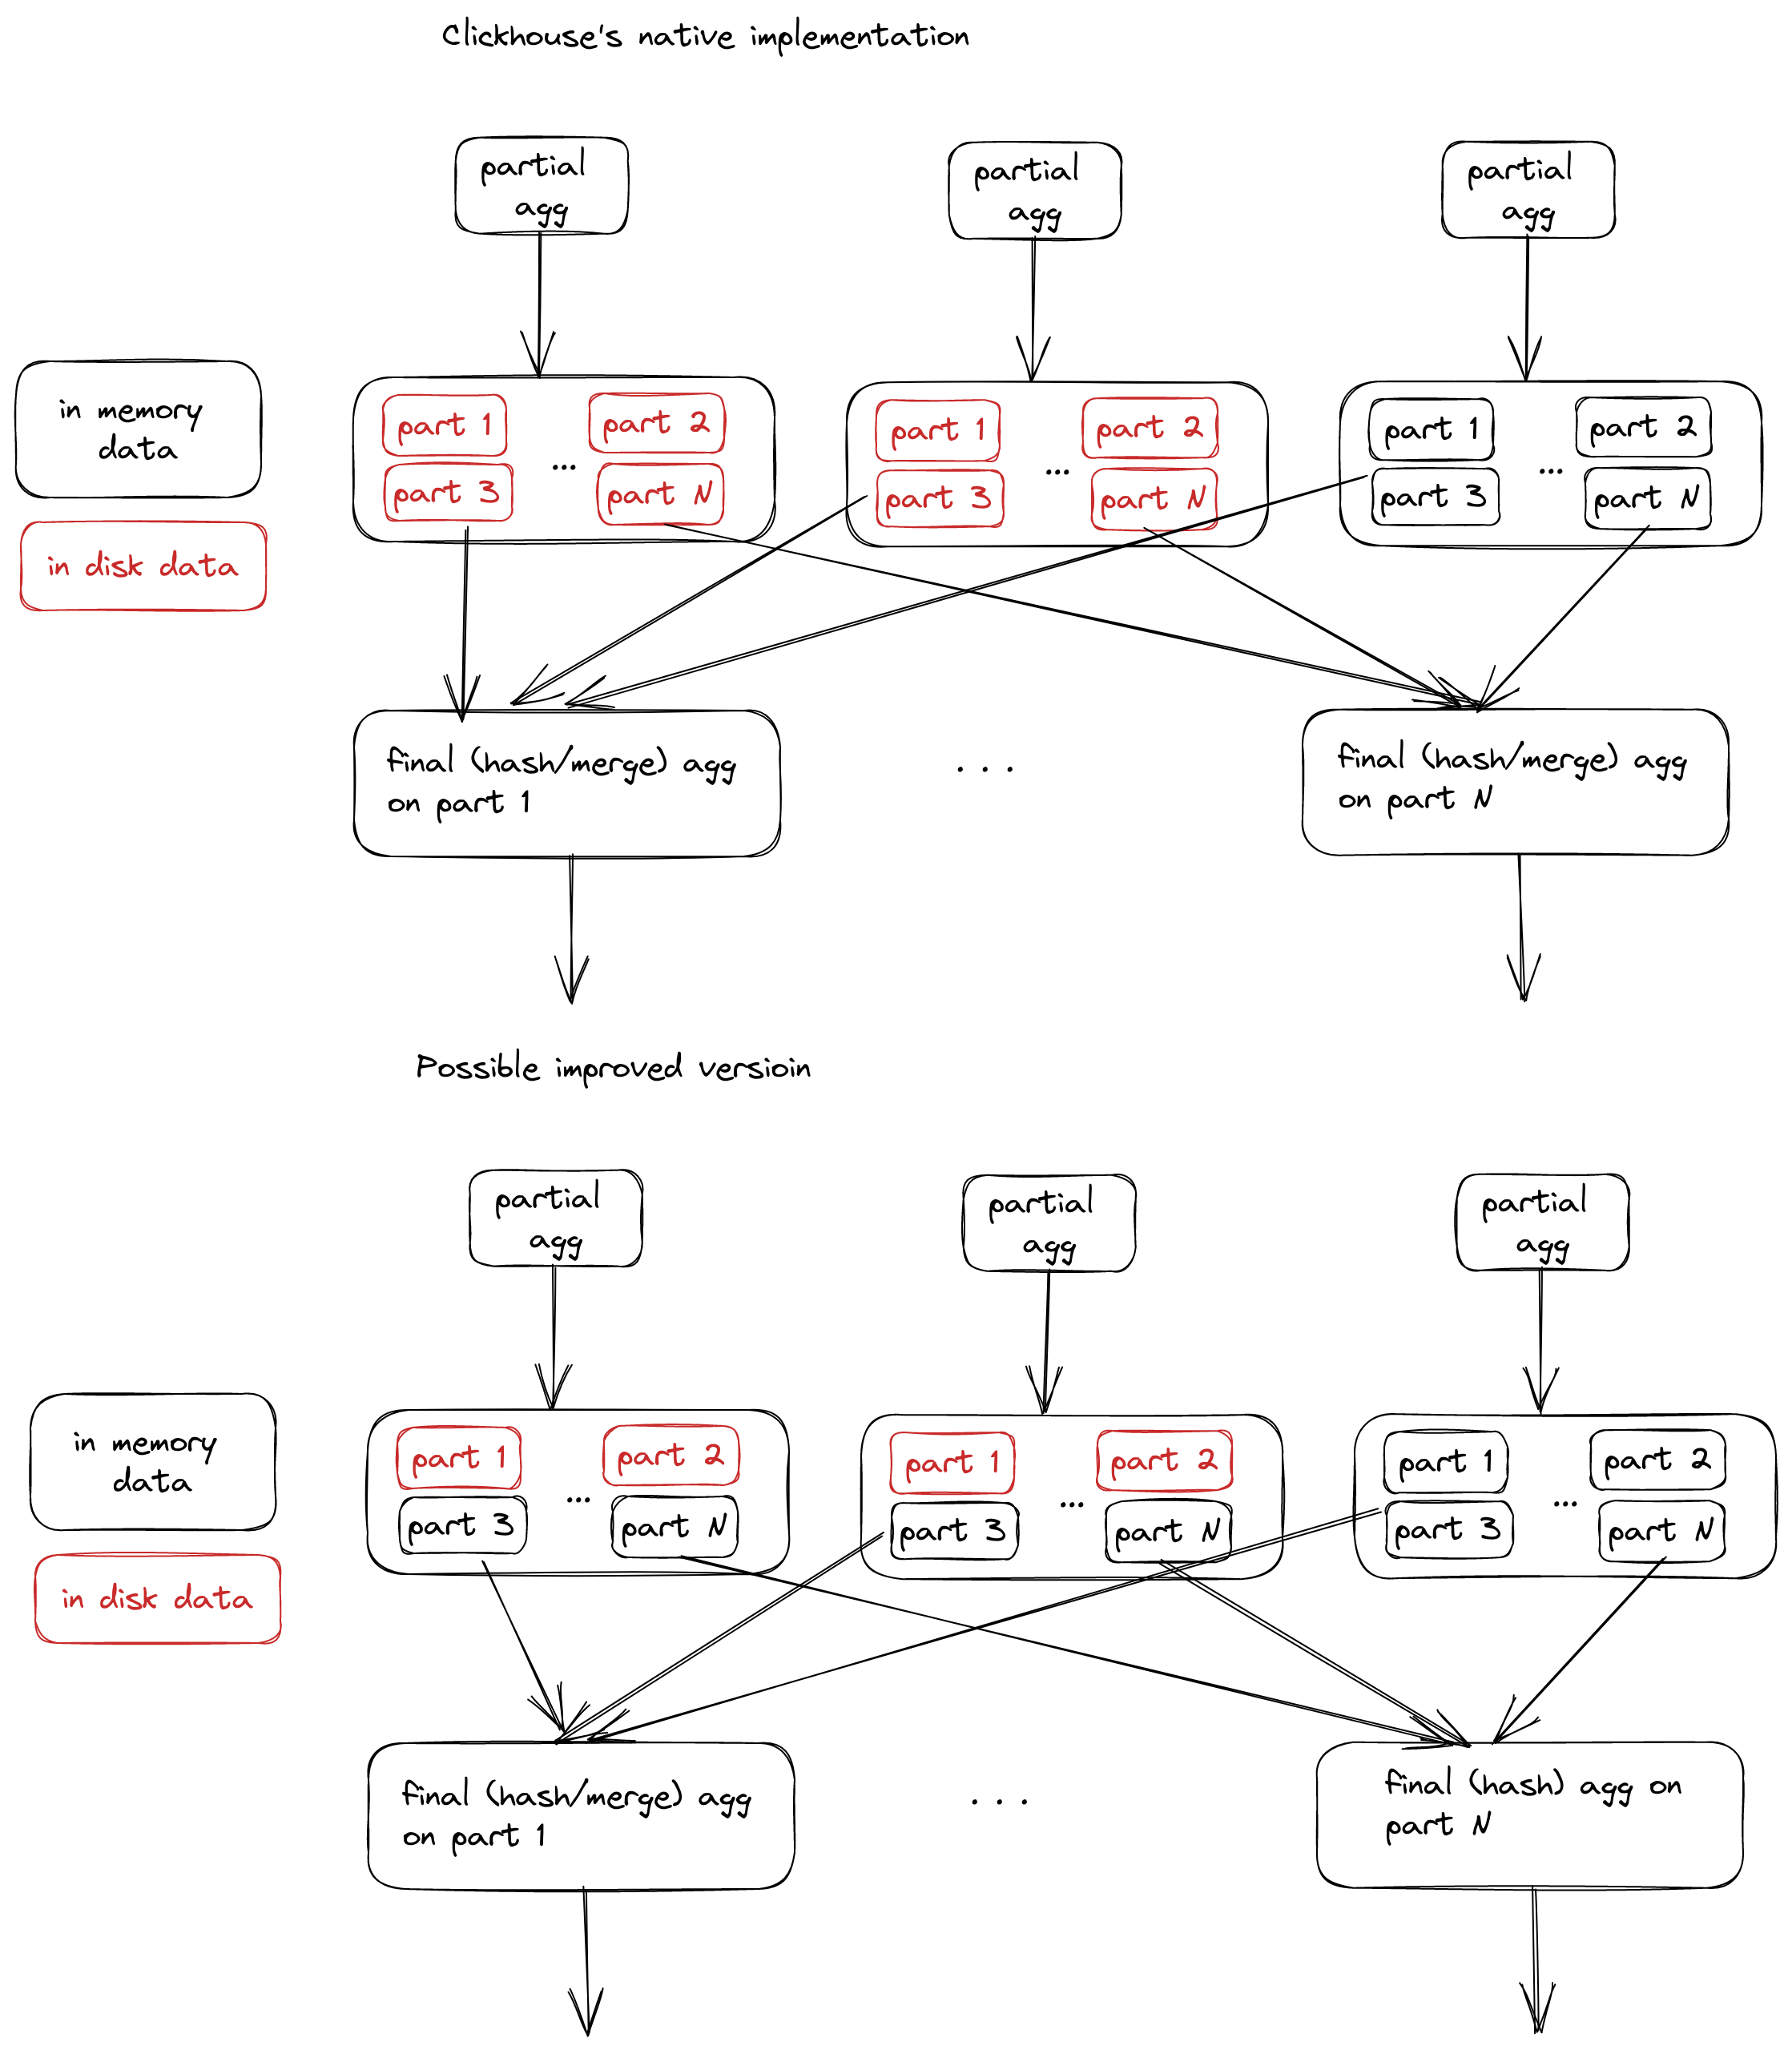 Clickhouse's native implementation
partial
agg
partial
agg
partial
agg
in memory
data
in disk data
part 1
part 2
part 3
...
part N
part 1
part 2
part 3
...
part N
part 1
part 2
part 3
...
part N
final (hash/merge) agg
on part 1
. . .
final (hash/merge) agg
on part N
Possible improved versioin
partial
agg
partial
agg
partial
agg
in memory
data
in disk data
part 1
part 2
part 3
...
part N
part 1
part 2
part 3
...
part N
part 1
part 2
part 3
...
part N
final (hash/merge) agg
on part 1
. . .
final (hash) agg on
part N